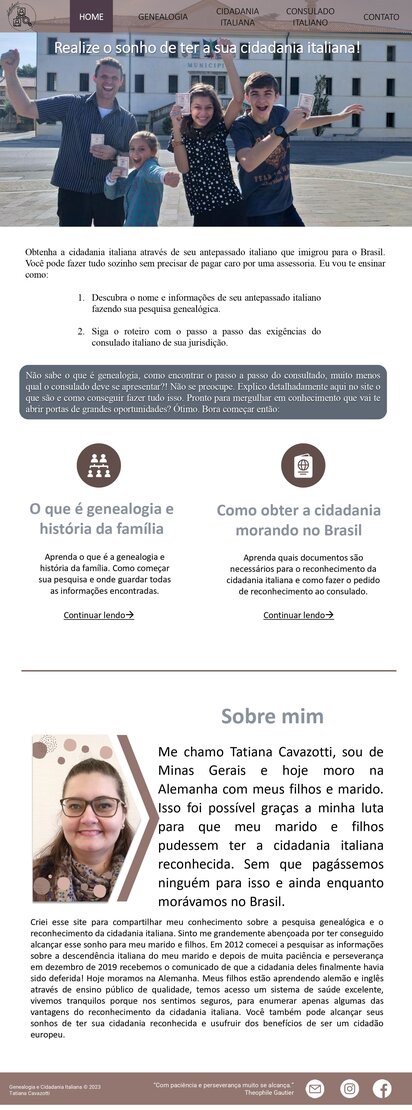 HOME
GENEALOGIA
CIDADANIA
ITALIANA
CONSULADO
ITALIANO
CONTATO
Realize o sonho de ter a sua cidadania italiana!
MUNICIPIO
Obtenha a cidadania italiana através de seu antepassado italiano que imigrou para o Brasil.
Você pode fazer tudo sozinho sem precisar de pagar caro por uma assessoria. Eu vou te ensinar
como:
1. Descubra o nome e informações de seu antepassado italiano
fazendo sua pesquisa genealógica.
2. Siga o roteiro com o passo a passo das exigências do
consulado italiano de sua jurisdição.
Não sabe o que é genealogia, como encontrar o passo a passo do consultado, muito menos
qual o consulado deve se apresentar?! Não se preocupe. Explico detalhadamente aqui no site o
que são e como conseguir fazer tudo isso. Pronto para mergulhar em conhecimento que vai te
abrir portas de grandes oportunidades? Ótimo. Bora começar então:
O que é genealogia e
história da família
Aprenda o que é a genealogia e
história da família. Como começar
sua pesquisa e onde guardar todas
as informações encontradas.
Continuar lendo→
Como obter a cidadania
morando no Brasil
Aprenda quais documentos são
necessários para o reconhecimento da
cidadania italiana e como fazer o pedido
de reconhecimento ao consulado.
Continuar lendo→
Sobre mim
Me chamo Tatiana Cavazotti, sou de
Minas Gerais e hoje moro na
Alemanha com meus filhos e marido.
Isso foi possível graças a minha luta
para que meu marido e filhos
pudessem ter a cidadania italiana
reconhecida. Sem que pagássemos
ninguém para isso e ainda enquanto
morávamos no Brasil.
Criei esse site para compartilhar meu conhecimento sobre a pesquisa genealógica e o
reconhecimento da cidadania italiana. Sinto me grandemente abençoada por ter conseguido
alcançar esse sonho para meu marido e filhos. Em 2012 comecei a pesquisar as informações
sobre a descendência italiana do meu marido e depois de muita paciência e perseverança
em dezembro de 2019 recebemos o comunicado de que a cidadania deles finalmente havia
sido deferida! Hoje moramos na Alemanha. Meus filhos estão aprendendo alemão e inglês
através de ensino público de qualidade, temos acesso um sistema de saúde excelente,
vivemos tranquilos porque nos sentimos seguros, para enumerar apenas algumas das
vantagens do reconhecimento da cidadania italiana. Você também pode alcançar seus
sonhos de ter sua cidadania reconhecida e usufruir dos benefícios de ser um cidadão
europeu.
Genealogia e Cidadania Italiana © 2023
Tatiana Cavazotti
"Com paciência e perseverança muito se alcança."
Theophile Gautier